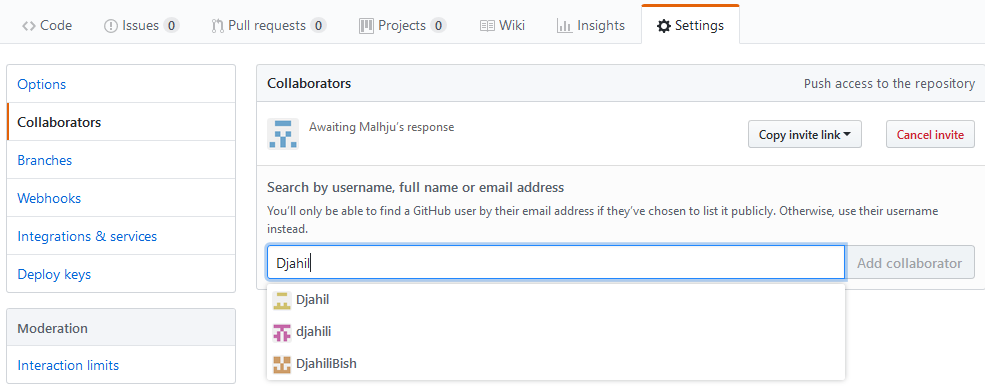 Code Issues 0 Pull requests 0 Projects 0 Wiki Insights Settings
Options
Collaborators
Branches
Webhooks
Integrations & services
Deploy keys
Moderation
Interaction limits
Collaborators Push access to the repository
Awaiting Malhju's response Copy invite link Cancel invite
Search by username, full name or email address
You'll only be able to find a GitHub user by their email address if they've chosen to list it publicly. Otherwise, use their username
instead.
Djahil Add collaborator
Djahil
djahili
DjahiliBish